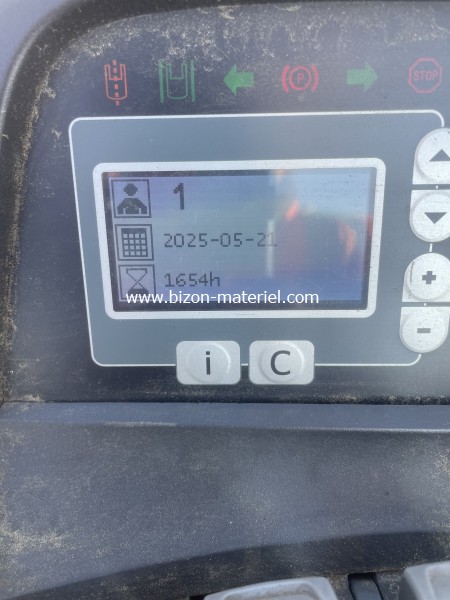 P
STOP
1
2025-05-21
1654h
www.bizon-materiel.com
i
C